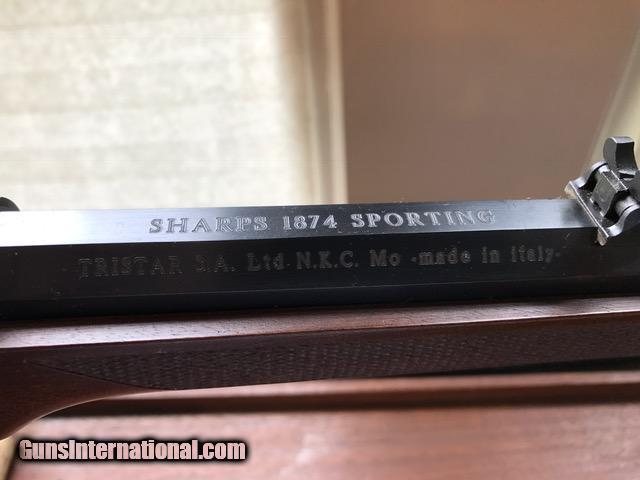 SHARPS 1874 SPORTING
TRISTAR S.A. Ltd N.K.C. Mo -made in italy-
GunsInternational.com